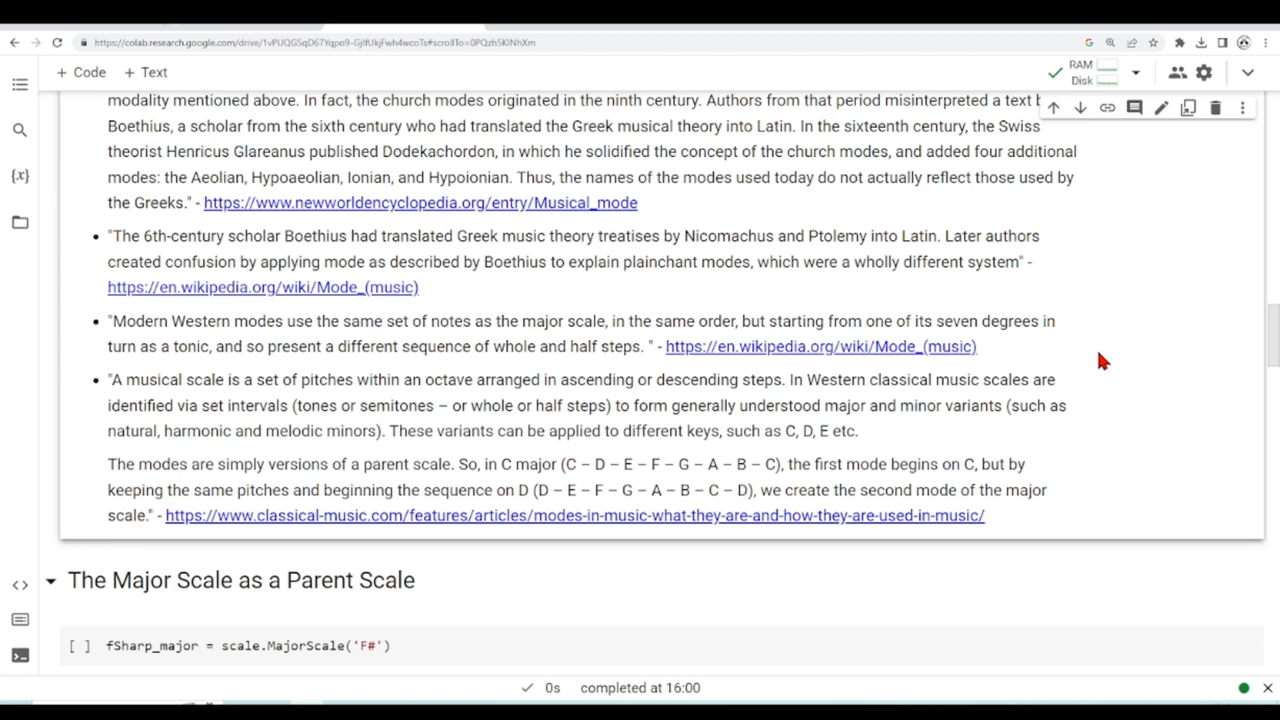 https://colab.research.google.com/drive/1vPUQGSqD67Yqpo9-GjlfUkjFwh4wcoTs#scrollTo=0PQzh5KlNhXm
+ Code + Text
RAM
Disk
modality mentioned above. In fact, the church modes originated in the ninth century. Authors from that period misinterpreted a text
Boethius, a scholar from the sixth century who had translated the Greek musical theory into Latin. In the sixteenth century, the Swiss
theorist Henricus Glareanus published Dodekachordon, in which he solidified the concept of the church modes, and added four additional
modes: the Aeolian, Hypoaeolian, Ionian, and Hypoionian. Thus, the names of the modes used today do not actually reflect those used by
the Greeks." - https://www.newworldencyclopedia.org/entry/Musical_mode
• "The 6th-century scholar Boethius had translated Greek music theory treatises by Nicomachus and Ptolemy into Latin. Later authors
created confusion by applying mode as described by Boethius to explain plainchant modes, which were a wholly different system" -
https://en.wikipedia.org/wiki/Mode_(music)
• "Modern Western modes use the same set of notes as the major scale, in the same order, but starting from one of its seven degrees in
turn as a tonic, and so present a different sequence of whole and half steps. " - https://en.wikipedia.org/wiki/Mode_(music)
• "A musical scale is a set of pitches within an octave arranged in ascending or descending steps. In Western classical music scales are
identified via set intervals (tones or semitones – or whole or half steps) to form generally understood major and minor variants (such as
natural, harmonic and melodic minors). These variants can be applied to different keys, such as C, D, E etc.
The modes are simply versions of a parent scale. So, in C major (C – D – E – F – G – A – B – C), the first mode begins on C, but by
keeping the same pitches and beginning the sequence on D (D – E – F – G – A – B – C – D), we create the second mode of the major
scale." - https://www.classical-music.com/features/articles/modes-in-music-what-they-are-and-how-they-are-used-in-music/
The Major Scale as a Parent Scale
[ ] fSharp_major = scale.MajorScale('F#')
0s completed at 16:00